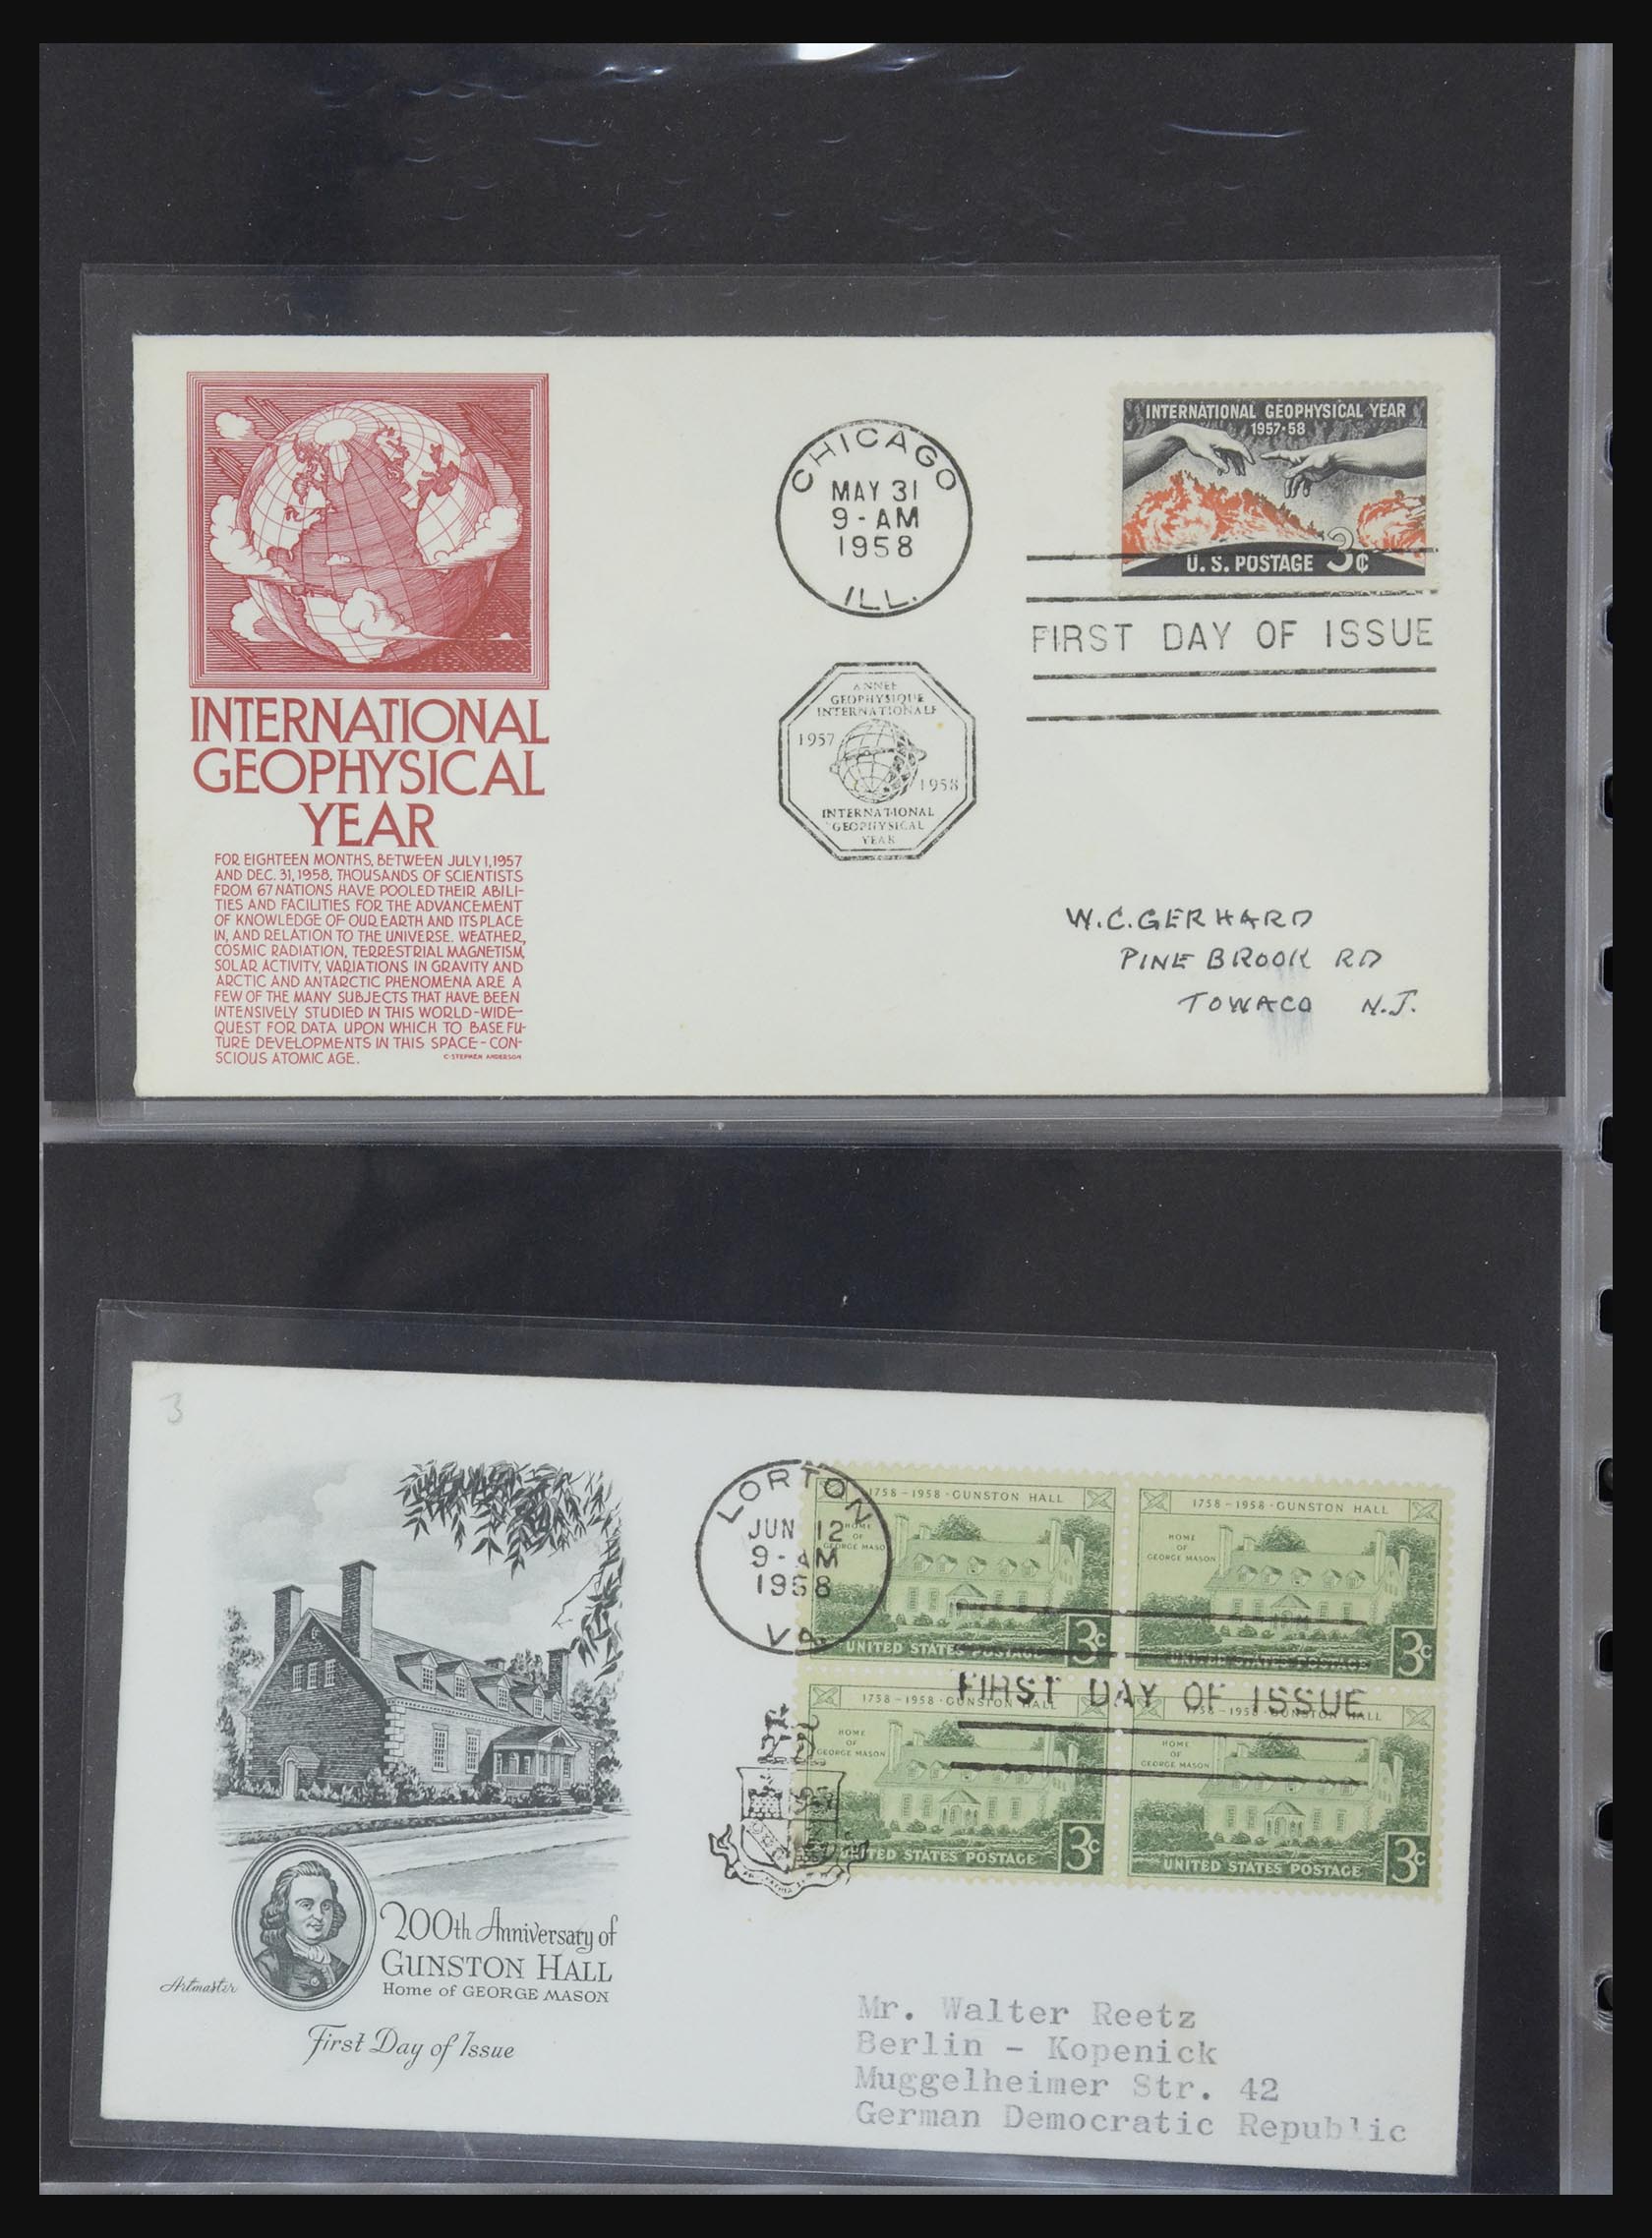 INTERNATIONAL
GEOPHYSICAL
YEAR
FOR EIGHTEEN MONTHS, BETWEEN JULY 1, 1957
AND DEC. 31, 1958, THOUSANDS OF SCIENTISTS
FROM 67 NATIONS HAVE POOLED THEIR ABILI-
TIES AND FACILITIES FOR THE ADVANCEMENT
OF KNOWLEDGE OF OUR EARTH AND ITS PLACE
IN, AND RELATION TO THE UNIVERSE. WEATHER,
COSMIC RADIATION, TERRESTRIAL MAGNETISM,
SOLAR ACTIVITY, VARIATIONS IN GRAVITY AND
ARCTIC AND ANTARCTIC PHENOMENA ARE A
FEW OF THE MANY SUBJECTS THAT HAVE BEEN
INTENSIVELY STUDIED IN THIS WORLD-WIDE
QUEST FOR DATA UPON WHICH TO BASE FU-
TURE DEVELOPMENTS IN THIS SPACE-CON-
SCIOUS ATOMIC AGE.
C. STEPHEN ANDERSON
CHICAGO
MAY 31
9-AM
1958
ILL.
INTERNATIONAL GEOPHYSICAL YEAR
1957-58
U.S. POSTAGE 3¢
FIRST DAY OF ISSUE
ANNEE
GEOPHYSIQUE
INTERNATIONALE
1957
1958
INTERNATIONAL
GEOPHYSICAL
YEAR
W.C. GERHARD
PINE BROOK RD
TOWACO N.J.
3
LORTON
JUN 12
9-AM
1958
VA.
1758-1958·GUNSTON HALL
HOME
OF
GEORGE MASO
UNITED STATES POSTAGE 3c
1758-1958·GUNSTON HALL
HOME
OF
GEORGE MASON
UNITED STATES POSTAGE 3c
FIRST DAY OF ISSUE
1758-1958·GUNSTON HALL
HOME
OF
GEORGE MASON
UNITED STATES POSTAGE 3c
1758-1958·GUNSTON HALL
HOME
OF
GEORGE MASON
UNITED STATES POSTAGE 3c
200th Anniversary of
GUNSTON HALL
Home of GEORGE MASON
Artmaster
First Day of Issue
Mr. Walter Reetz
Berlin - Kopenick
Muggelheimer Str. 42
German Democratic Republic